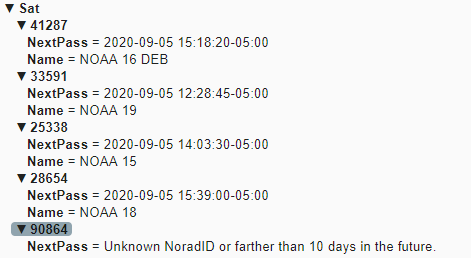 ▼ Sat
▼ 41287
NextPass = 2020-09-05 15:18:20-05:00
Name = NOAA 16 DEB
▼ 33591
NextPass = 2020-09-05 12:28:45-05:00
Name = NOAA 19
▼ 25338
NextPass = 2020-09-05 14:03:30-05:00
Name = NOAA 15
▼ 28654
NextPass = 2020-09-05 15:39:00-05:00
Name = NOAA 18
▼ 90864
NextPass = Unknown NoradID or farther than 10 days in the future.